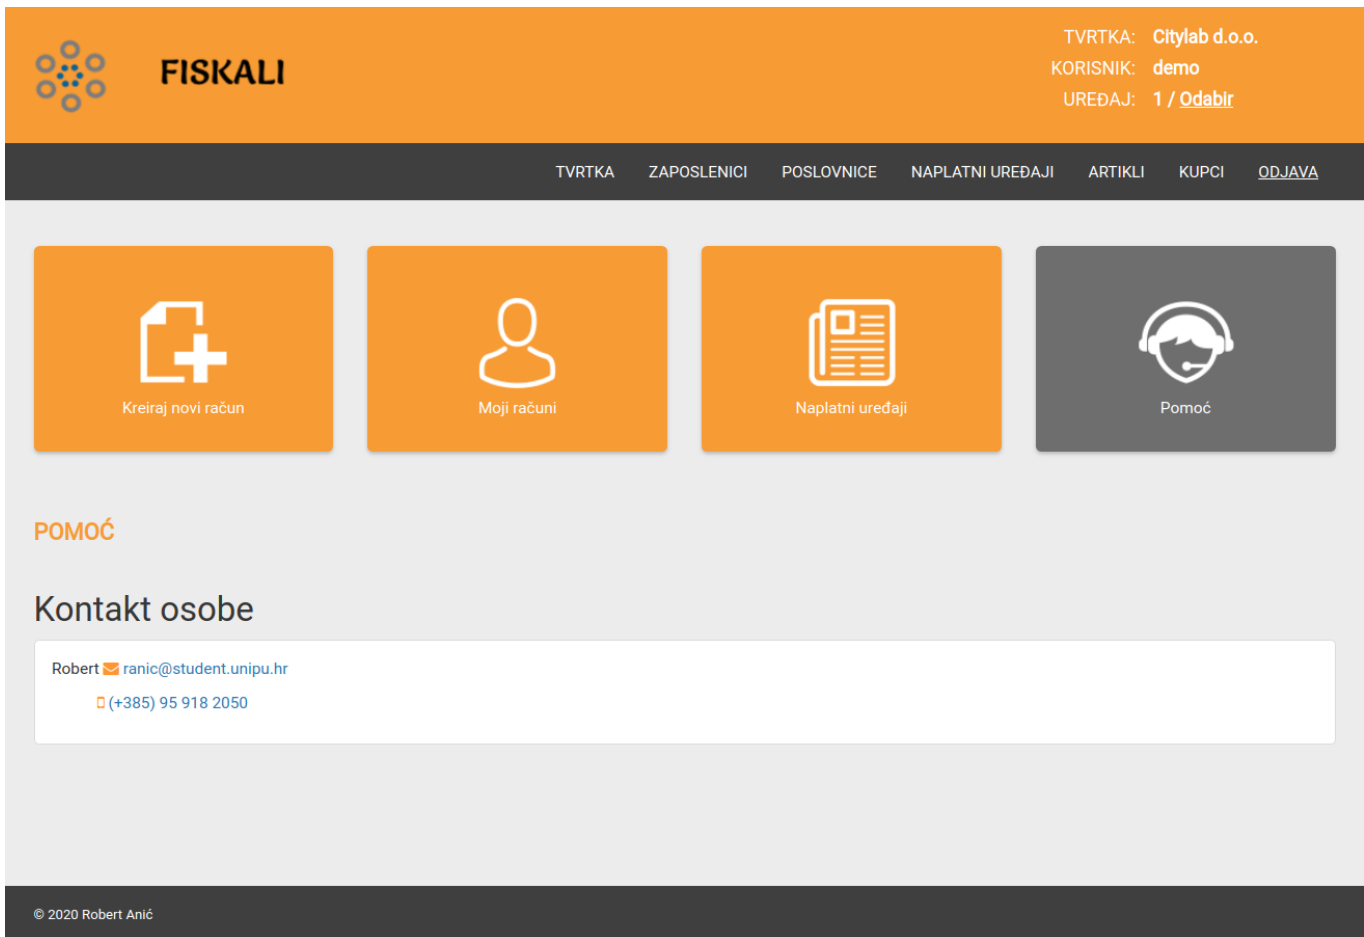 FISKALI
TVRTKA: Citylab d.o.o.
KORISNIK: demo
UREĐAJ: 1 / Odabir
TVRTKA ZAPOSLENICI POSLOVNICE NAPLATNI UREĐAJI ARTIKLI KUPCI ODJAVA
Kreiraj novi račun
Moji računi
Naplatni uređaji
Pomoć
POMOĆ
Kontakt osobe
Robert ranic@student.unipu.hr
(+385) 95 918 2050
© 2020 Robert Anić